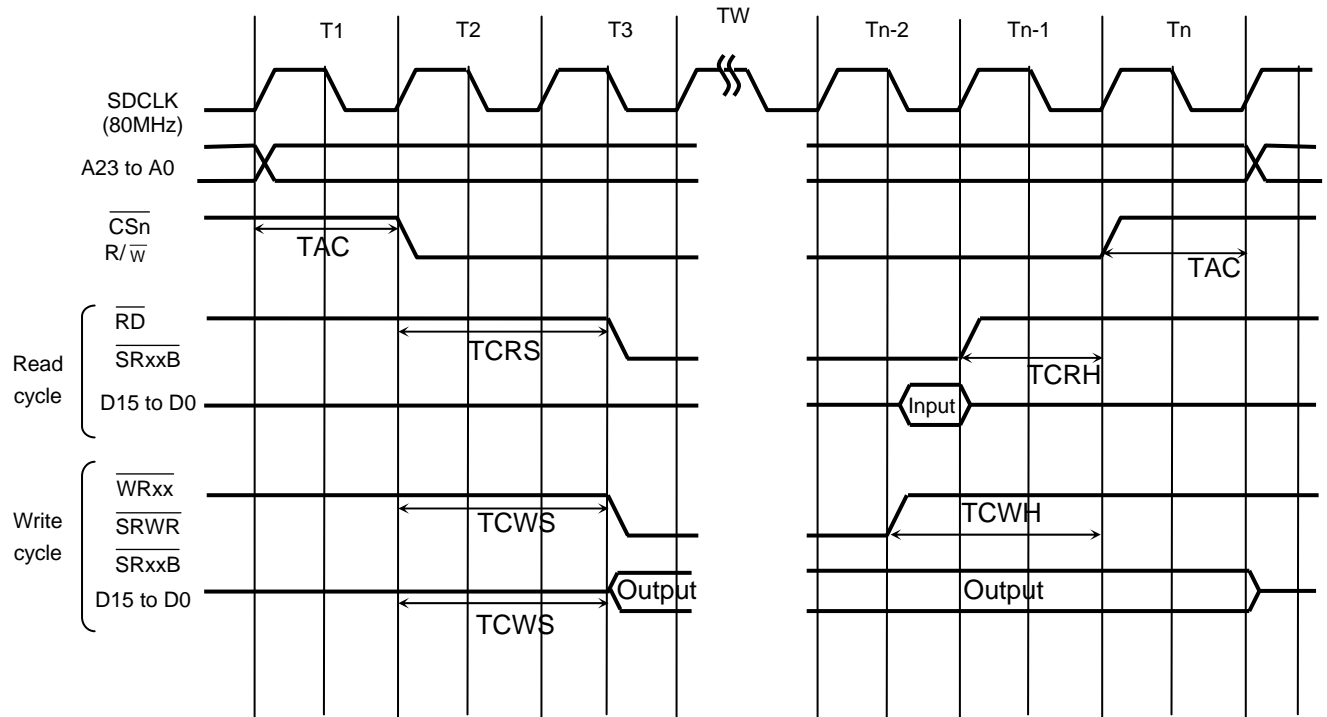 T1 T2 T3 TW Tn-2 Tn-1 Tn
SDCLK
(80MHz)
A23 to A0
CSn
R/W
TAC
TAC
Read
cycle
RD
SRxxB
D15 to D0
TCRS
TCRH
Input
Write
cycle
WRxx
SRWR
SRxxB
D15 to D0
TCWS
TCWH
Output
Output
TCWS